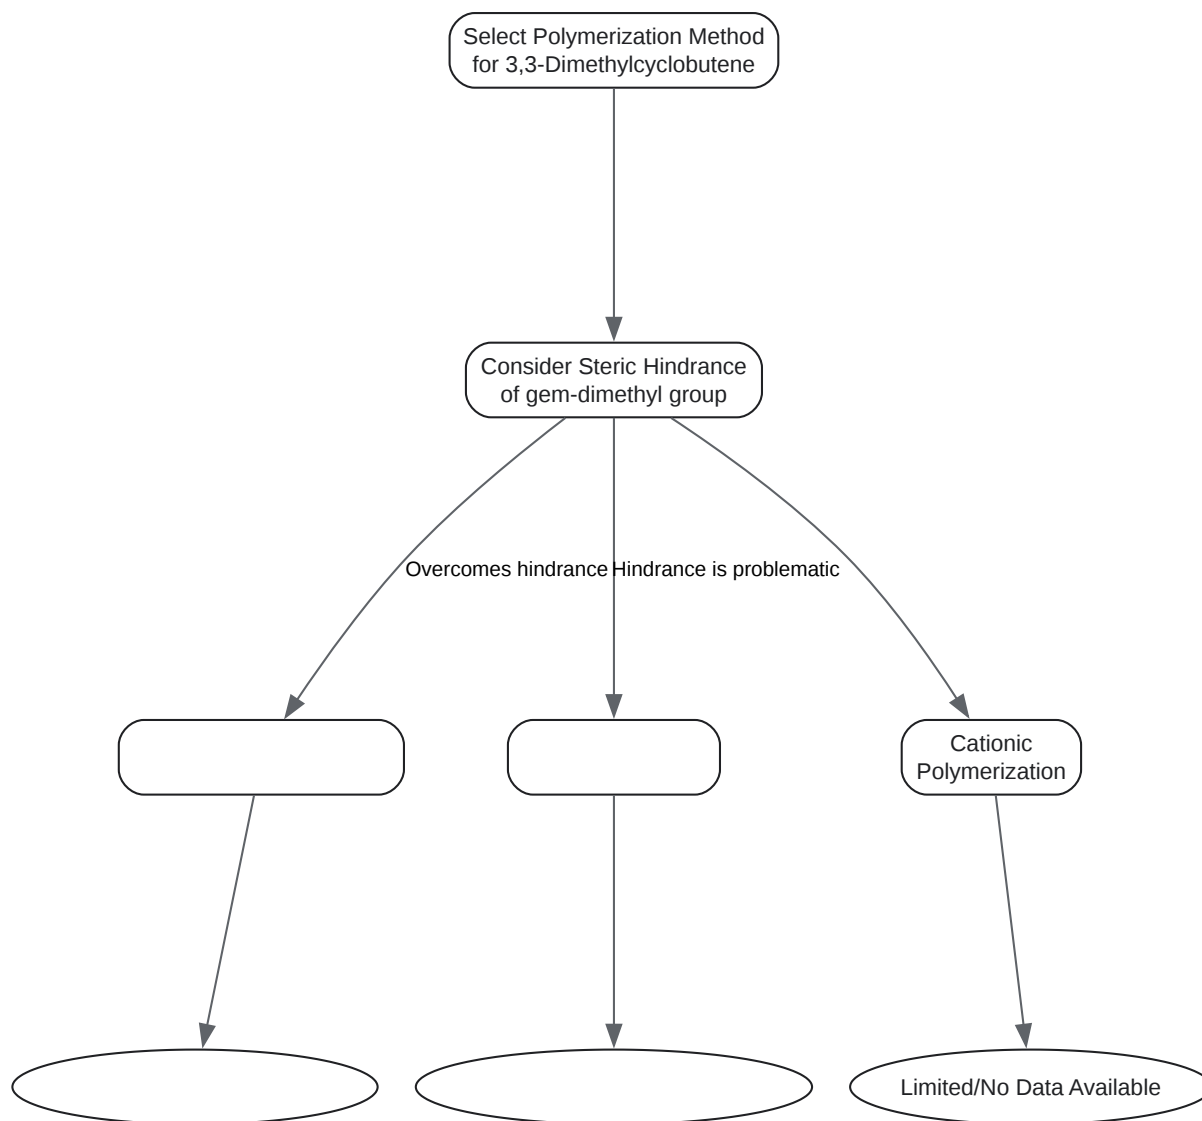 Select Polymerization Method
for 3,3-Dimethylcyclobutene
Consider Steric Hindrance
of gem-dimethyl group
Overcomes hindrance
Hindrance is problematic
Cationic
Polymerization
Limited/No Data Available